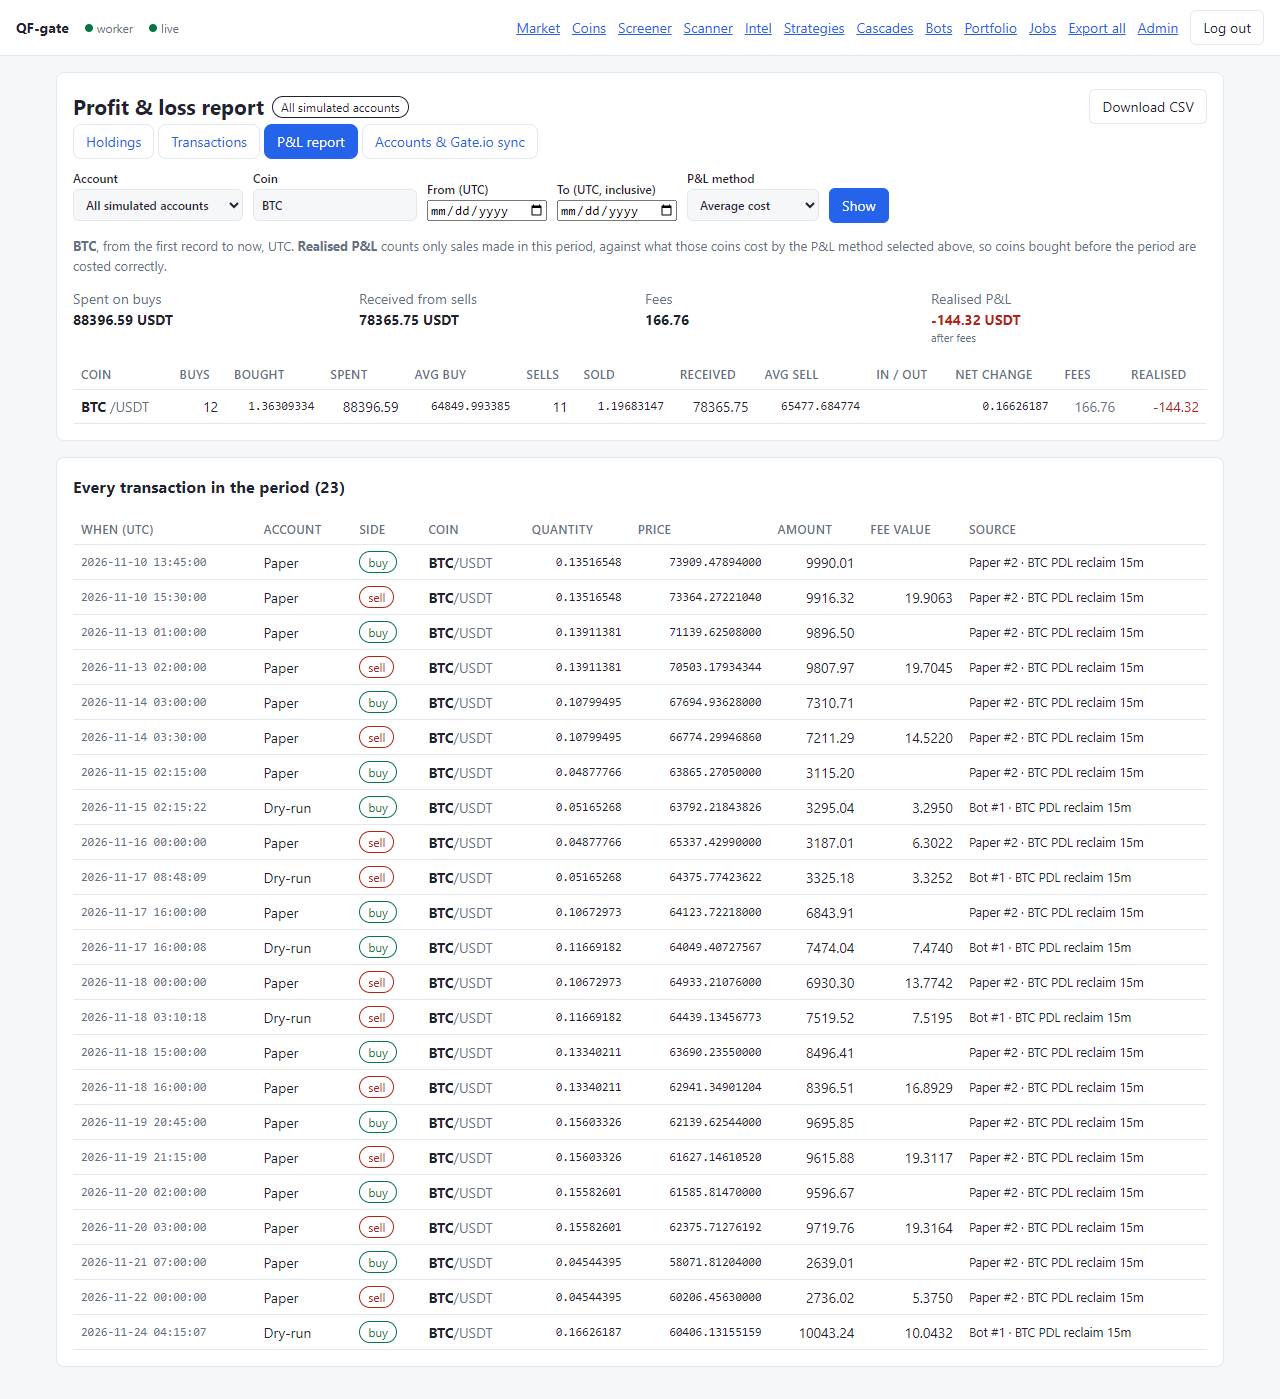 QF-gate worker live Market Coins Screener Scanner Intel Strategies Cascades Bots Portfolio Jobs Export all Admin Log out
Profit & loss report All simulated accounts Download CSV
Holdings Transactions P&L report Accounts & Gate.io sync
Account Coin From (UTC) To (UTC, inclusive) P&L method
All simulated accounts BTC mm/dd/yyyy mm/dd/yyyy Average cost Show
BTC, from the first record to now, UTC. Realised P&L counts only sales made in this period, against what those coins cost by the P&L method selected above, so coins bought before the period are
costed correctly.
Spent on buys Received from sells Fees Realised P&L
88396.59 USDT 78365.75 USDT 166.76 -144.32 USDT
after fees
COIN BUYS BOUGHT SPENT AVG BUY SELLS SOLD RECEIVED AVG SELL IN / OUT NET CHANGE FEES REALISED
BTC /USDT 12 1.36309334 88396.59 64849.993385 11 1.19683147 78365.75 65477.684774 0.16626187 166.76 -144.32
Every transaction in the period (23)
WHEN (UTC) ACCOUNT SIDE COIN QUANTITY PRICE AMOUNT FEE VALUE SOURCE
2026-11-10 13:45:00 Paper buy BTC/USDT 0.13516548 73909.47894000 9990.01 Paper #2 · BTC PDL reclaim 15m
2026-11-10 15:30:00 Paper sell BTC/USDT 0.13516548 73364.27221040 9916.32 19.9063 Paper #2 · BTC PDL reclaim 15m
2026-11-13 01:00:00 Paper buy BTC/USDT 0.13911381 71139.62508000 9896.50 Paper #2 · BTC PDL reclaim 15m
2026-11-13 02:00:00 Paper sell BTC/USDT 0.13911381 70503.17934344 9807.97 19.7045 Paper #2 · BTC PDL reclaim 15m
2026-11-14 03:00:00 Paper buy BTC/USDT 0.10799495 67694.93628000 7310.71 Paper #2 · BTC PDL reclaim 15m
2026-11-14 03:30:00 Paper sell BTC/USDT 0.10799495 66774.29946860 7211.29 14.5220 Paper #2 · BTC PDL reclaim 15m
2026-11-15 02:15:00 Paper buy BTC/USDT 0.04877766 63865.27050000 3115.20 Paper #2 · BTC PDL reclaim 15m
2026-11-15 02:15:22 Dry-run buy BTC/USDT 0.05165268 63792.21843826 3295.04 3.2950 Bot #1 · BTC PDL reclaim 15m
2026-11-16 00:00:00 Paper sell BTC/USDT 0.04877766 65337.42990000 3187.01 6.3022 Paper #2 · BTC PDL reclaim 15m
2026-11-17 08:48:09 Dry-run sell BTC/USDT 0.05165268 64375.77423622 3325.18 3.3252 Bot #1 · BTC PDL reclaim 15m
2026-11-17 16:00:00 Paper buy BTC/USDT 0.10672973 64123.72218000 6843.91 Paper #2 · BTC PDL reclaim 15m
2026-11-17 16:00:08 Dry-run buy BTC/USDT 0.11669182 64049.40727567 7474.04 7.4740 Bot #1 · BTC PDL reclaim 15m
2026-11-18 00:00:00 Paper sell BTC/USDT 0.10672973 64933.21076000 6930.30 13.7742 Paper #2 · BTC PDL reclaim 15m
2026-11-18 03:10:18 Dry-run sell BTC/USDT 0.11669182 64439.13456773 7519.52 7.5195 Bot #1 · BTC PDL reclaim 15m
2026-11-18 15:00:00 Paper buy BTC/USDT 0.13340211 63690.23550000 8496.41 Paper #2 · BTC PDL reclaim 15m
2026-11-18 16:00:00 Paper sell BTC/USDT 0.13340211 62941.34901204 8396.51 16.8929 Paper #2 · BTC PDL reclaim 15m
2026-11-19 20:45:00 Paper buy BTC/USDT 0.15603326 62139.62544000 9695.85 Paper #2 · BTC PDL reclaim 15m
2026-11-19 21:15:00 Paper sell BTC/USDT 0.15603326 61627.14610520 9615.88 19.3117 Paper #2 · BTC PDL reclaim 15m
2026-11-20 02:00:00 Paper buy BTC/USDT 0.15582601 61585.81470000 9596.67 Paper #2 · BTC PDL reclaim 15m
2026-11-20 03:00:00 Paper sell BTC/USDT 0.15582601 62375.71276192 9719.76 19.3164 Paper #2 · BTC PDL reclaim 15m
2026-11-21 07:00:00 Paper buy BTC/USDT 0.04544395 58071.81204000 2639.01 Paper #2 · BTC PDL reclaim 15m
2026-11-22 00:00:00 Paper sell BTC/USDT 0.04544395 60206.45630000 2736.02 5.3750 Paper #2 · BTC PDL reclaim 15m
2026-11-24 04:15:07 Dry-run buy BTC/USDT 0.16626187 60406.13155159 10043.24 10.0432 Bot #1 · BTC PDL reclaim 15m